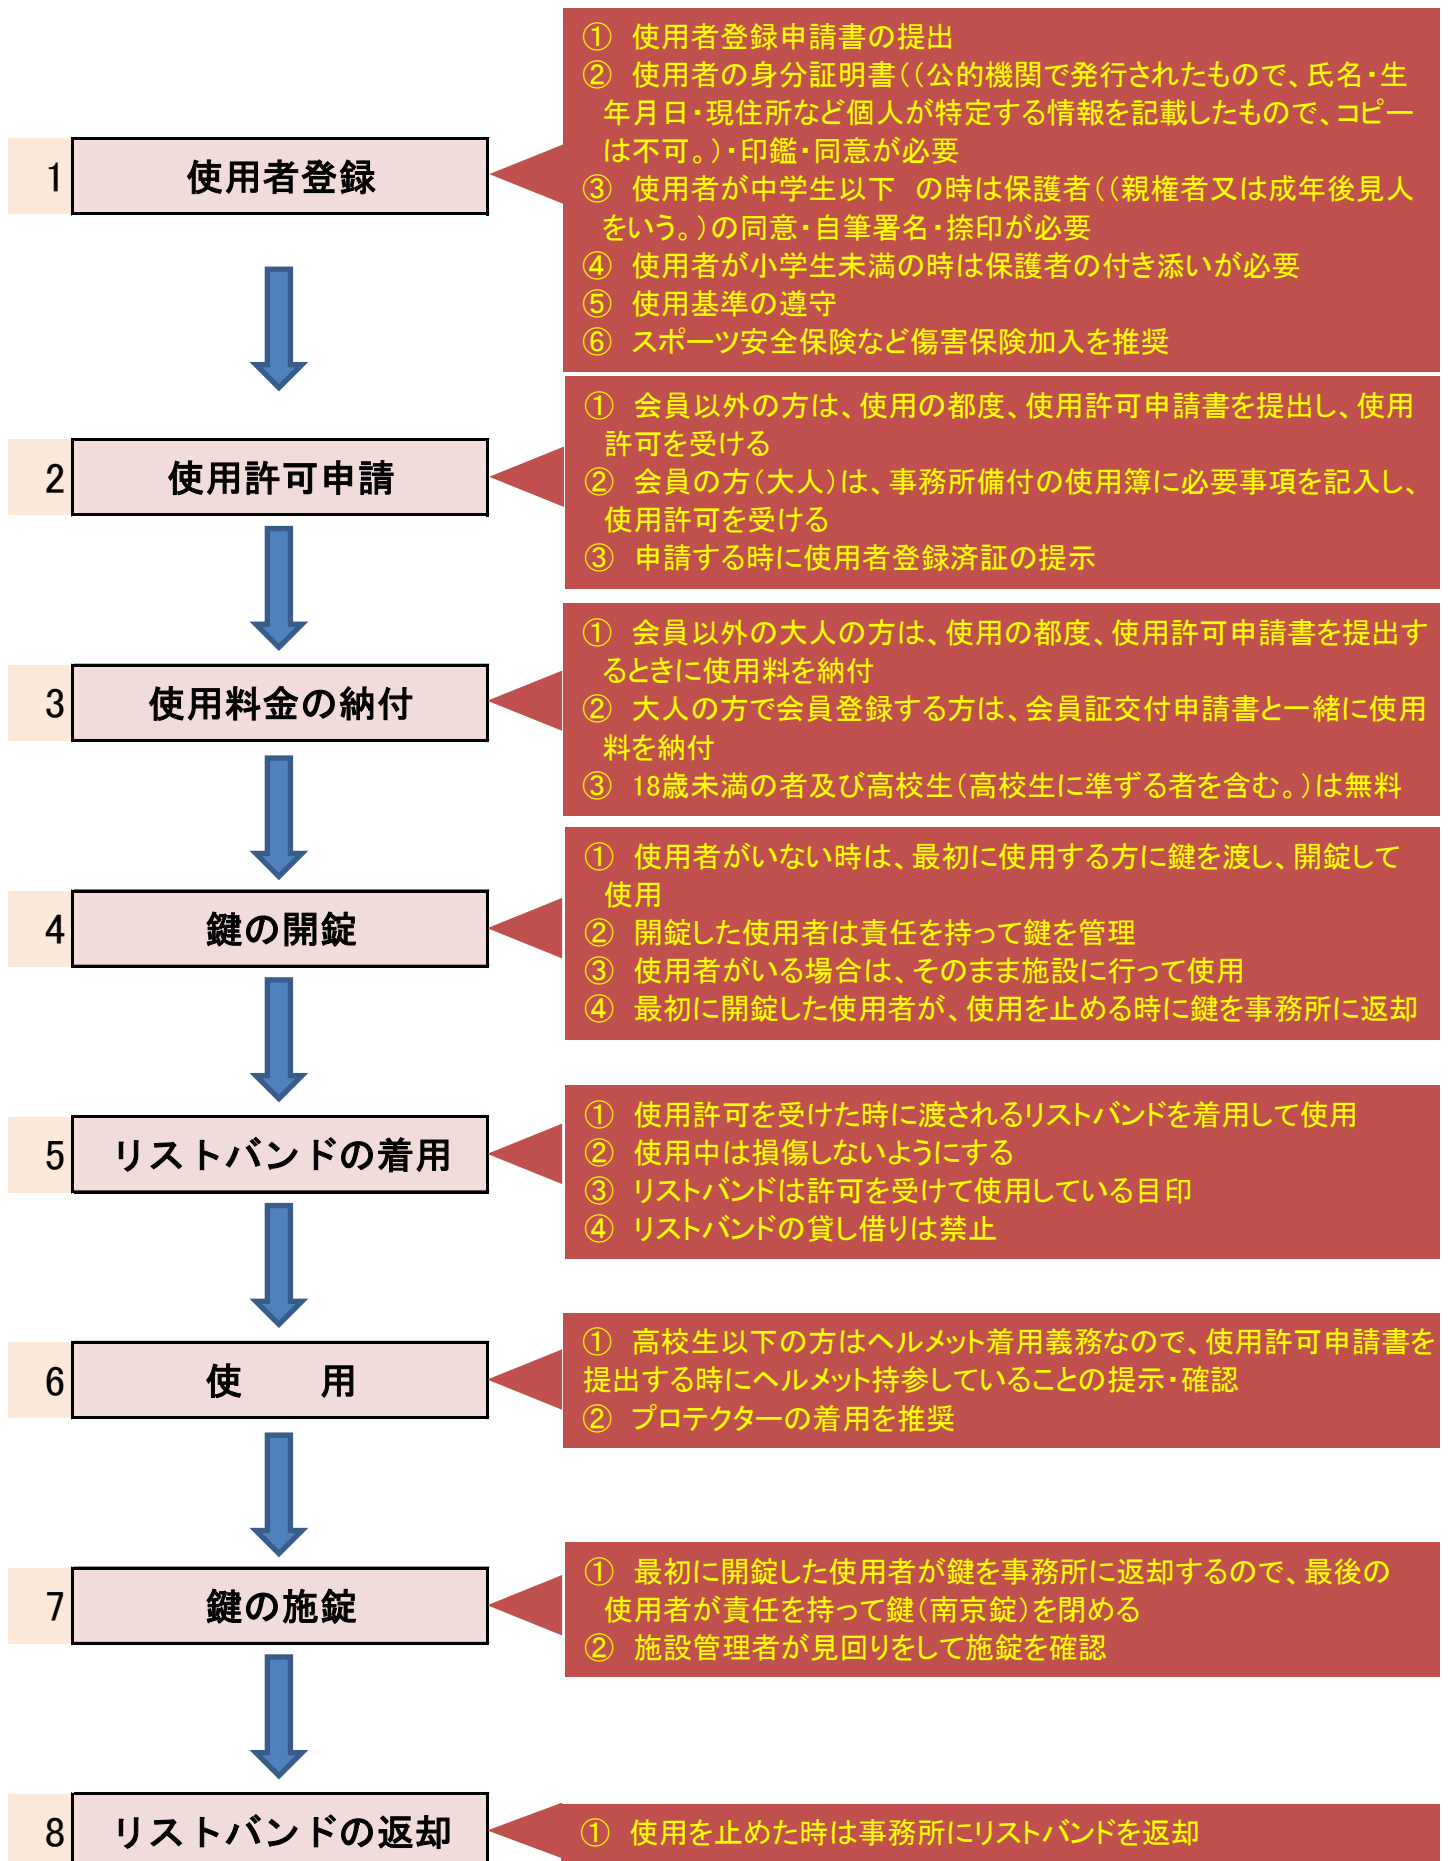 1
使用者登録
① 使用者登録申請書の提出
② 使用者の身分証明書((公的機関で発行されたもので、氏名・生
年月日・現住所など個人が特定する情報を記載したもので、コピー
は不可。)・印鑑・同意が必要
③ 使用者が中学生以下 の時は保護者((親権者又は成年後見人
をいう。)の同意・自筆署名・捺印が必要
④ 使用者が小学生未満の時は保護者の付き添いが必要
⑤ 使用基準の遵守
⑥ スポーツ安全保険など傷害保険加入を推奨
2
使用許可申請
① 会員以外の方は、使用の都度、使用許可申請書を提出し、使用
許可を受ける
② 会員の方(大人)は、事務所備付の使用簿に必要事項を記入し、
使用許可を受ける
③ 申請する時に使用者登録済証の提示
3
使用料金の納付
① 会員以外の大人の方は、使用の都度、使用許可申請書を提出す
るときに使用料を納付
② 大人の方で会員登録する方は、会員証交付申請書と一緒に使用
料を納付
③ 18歳未満の者及び高校生(高校生に準ずる者を含む。)は無料
4
鍵の開錠
① 使用者がいない時は、最初に使用する方に鍵を渡し、開錠して
使用
② 開錠した使用者は責任を持って鍵を管理
③ 使用者がいる場合は、そのまま施設に行って使用
④ 最初に開錠した使用者が、使用を止める時に鍵を事務所に返却
5
リストバンドの着用
① 使用許可を受けた時に渡されるリストバンドを着用して使用
② 使用中は損傷しないようにする
③ リストバンドは許可を受けて使用している目印
④ リストバンドの貸し借りは禁止
6
使 用
① 高校生以下の方はヘルメット着用義務なので、使用許可申請書を
提出する時にヘルメット持参していることの提示・確認
② プロテクターの着用を推奨
7
鍵の施錠
① 最初に開錠した使用者が鍵を事務所に返却するので、最後の
使用者が責任を持って鍵(南京錠)を閉める
② 施設管理者が見回りをして施錠を確認
8
リストバンドの返却
① 使用を止めた時は事務所にリストバンドを返却